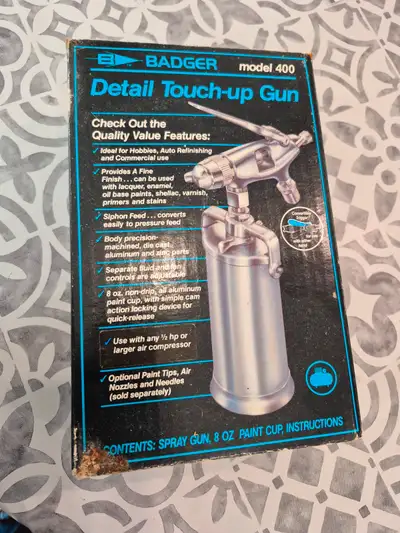 BADGER
model 400
Detail Touch-up Gun
Check Out the
Quality Value Features:
✓ Ideal for Hobbies, Auto Refinishing
and Commercial use
✓ Provides A Fine
Finish . . . can be used
with lacquer, enamel,
oil base paints, shellac, varnish,
primers and stains
✓ Siphon Feed . . . converts
easily to pressure feed
✓ Body precision-
machined, die cast
aluminum and zinc parts
✓ Separate fluid and fan
controls are adjustable
✓ 8 oz. non-drip, all aluminum
paint cup, with simple cam
action locking device for
quick-release
✓ Use with any ½ hp or
larger air compressor
✓ Optional Paint Tips, Air
Nozzles and Needles
(sold separately)
Convenient
Trigger
CONTENTS: SPRAY GUN, 8 OZ PAINT CUP, INSTRUCTIONS